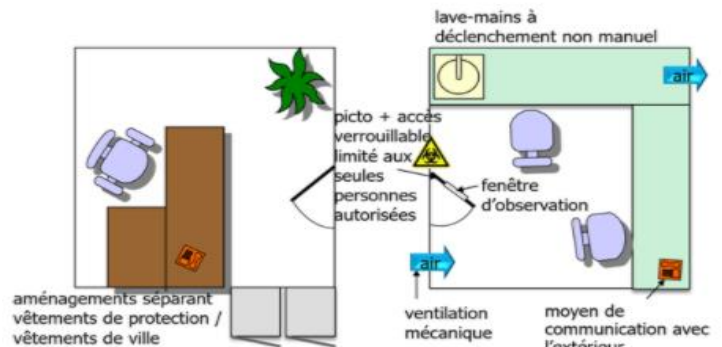 lave-mains à
déclenchement non manuel
air
picto + accès
verrouillable
limité aux
seules
personnes
autorisées
fenêtre
d'observation
air
aménagements séparant
vêtements de protection /
vêtements de ville
ventilation
mécanique
moyen de
communication avec
l'extérieur